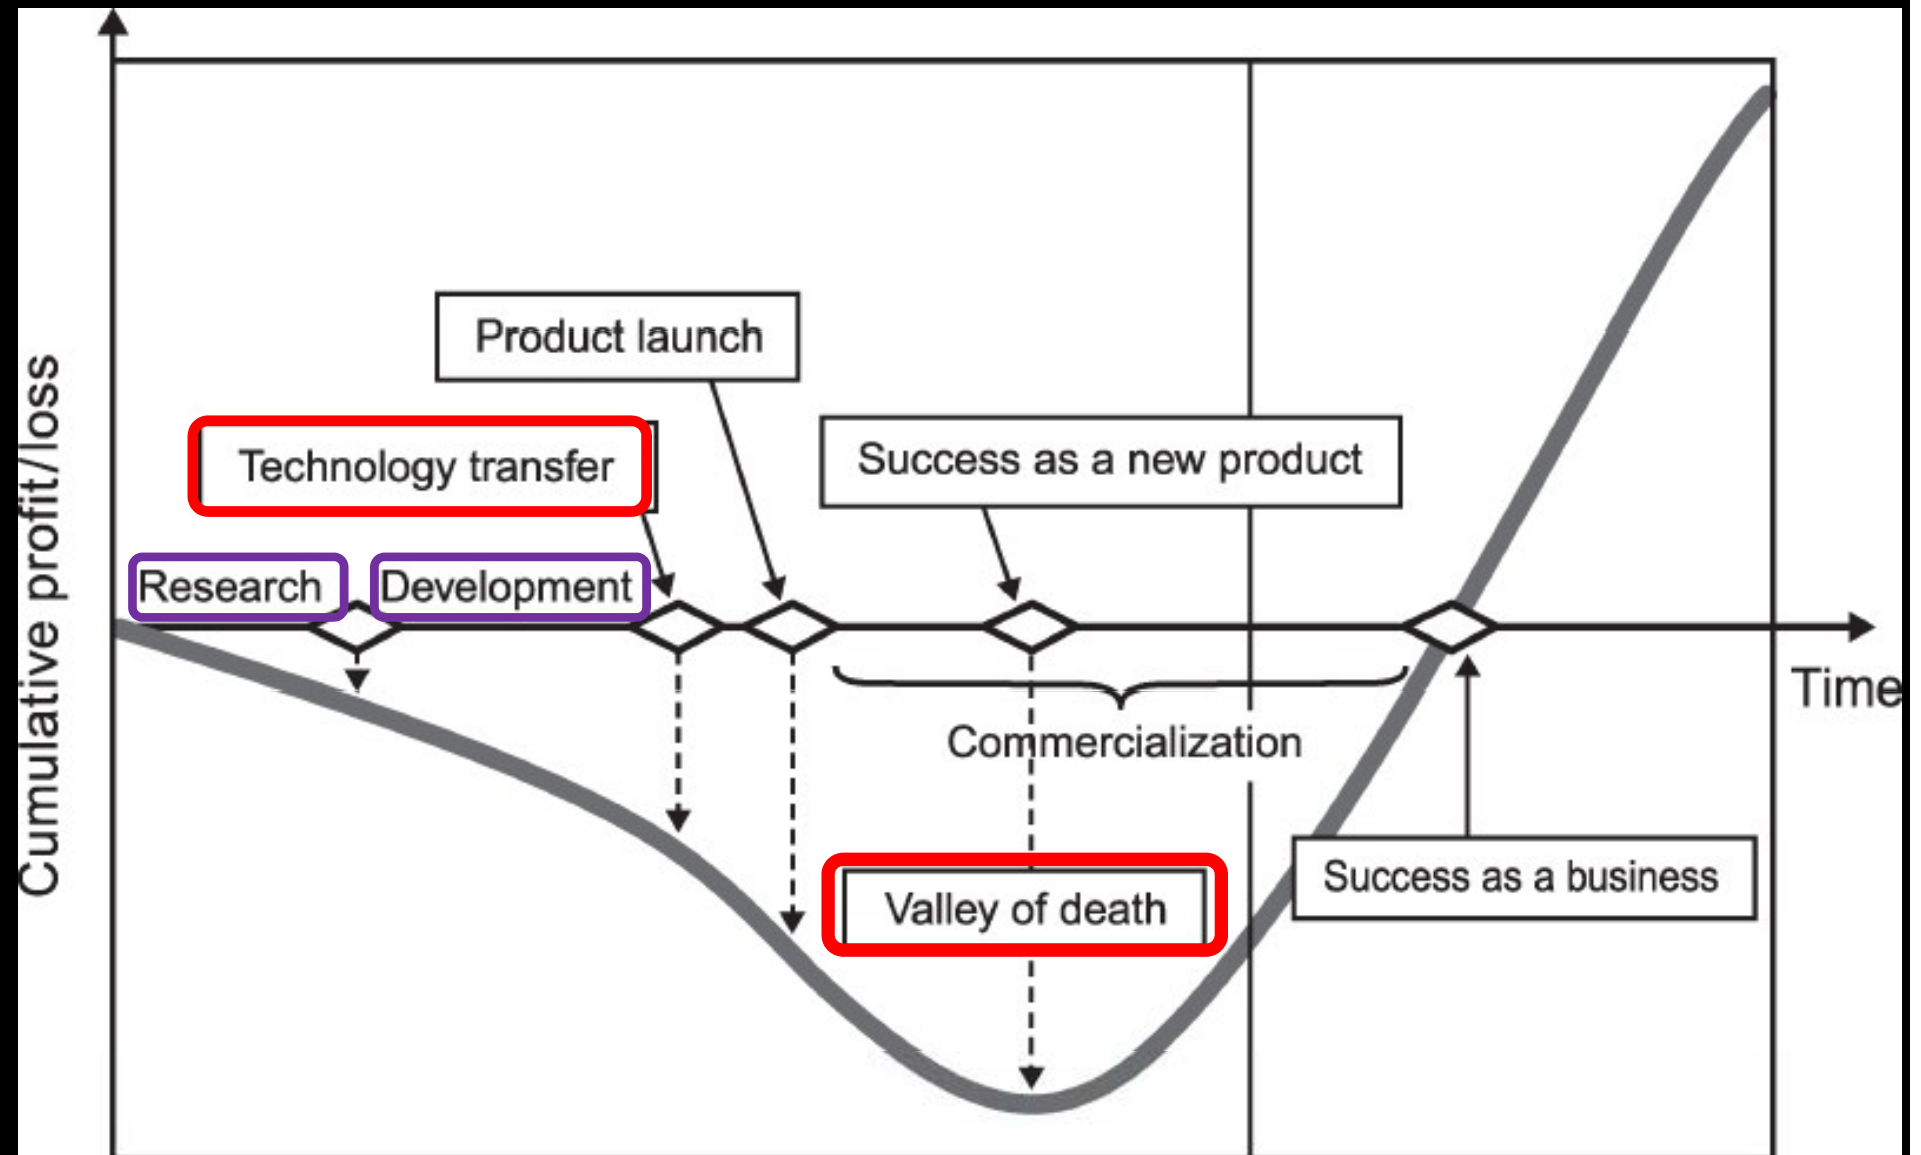 Product launch
Technology transfer
Success as a new product
Research
Development
Cumulative profit/loss
Time
Commercialization
Valley of death
Success as a business